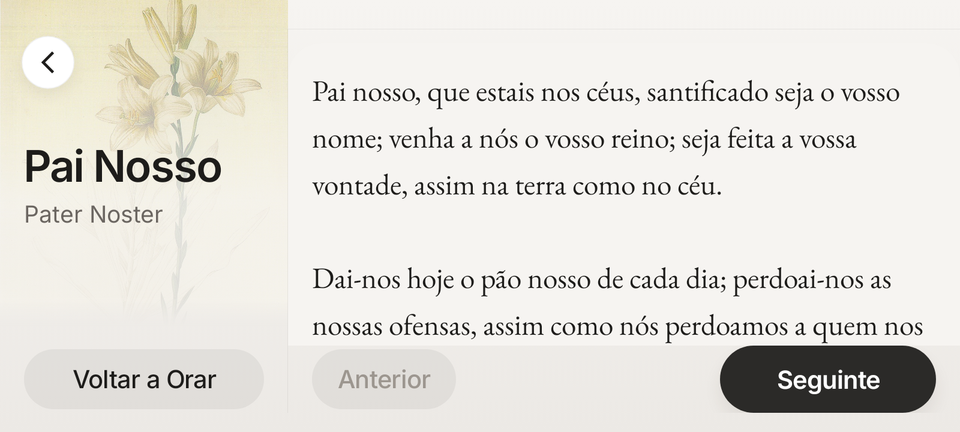 Pai Nosso
Pater Noster
Voltar a Orar
Pai nosso, que estais nos céus, santificado seja o vosso
nome; venha a nós o vosso reino; seja feita a vossa
vontade, assim na terra como no céu.
Dai-nos hoje o pão nosso de cada dia; perdoai-nos as
nossas ofensas, assim como nós perdoamos a quem nos
Anterior
Seguinte